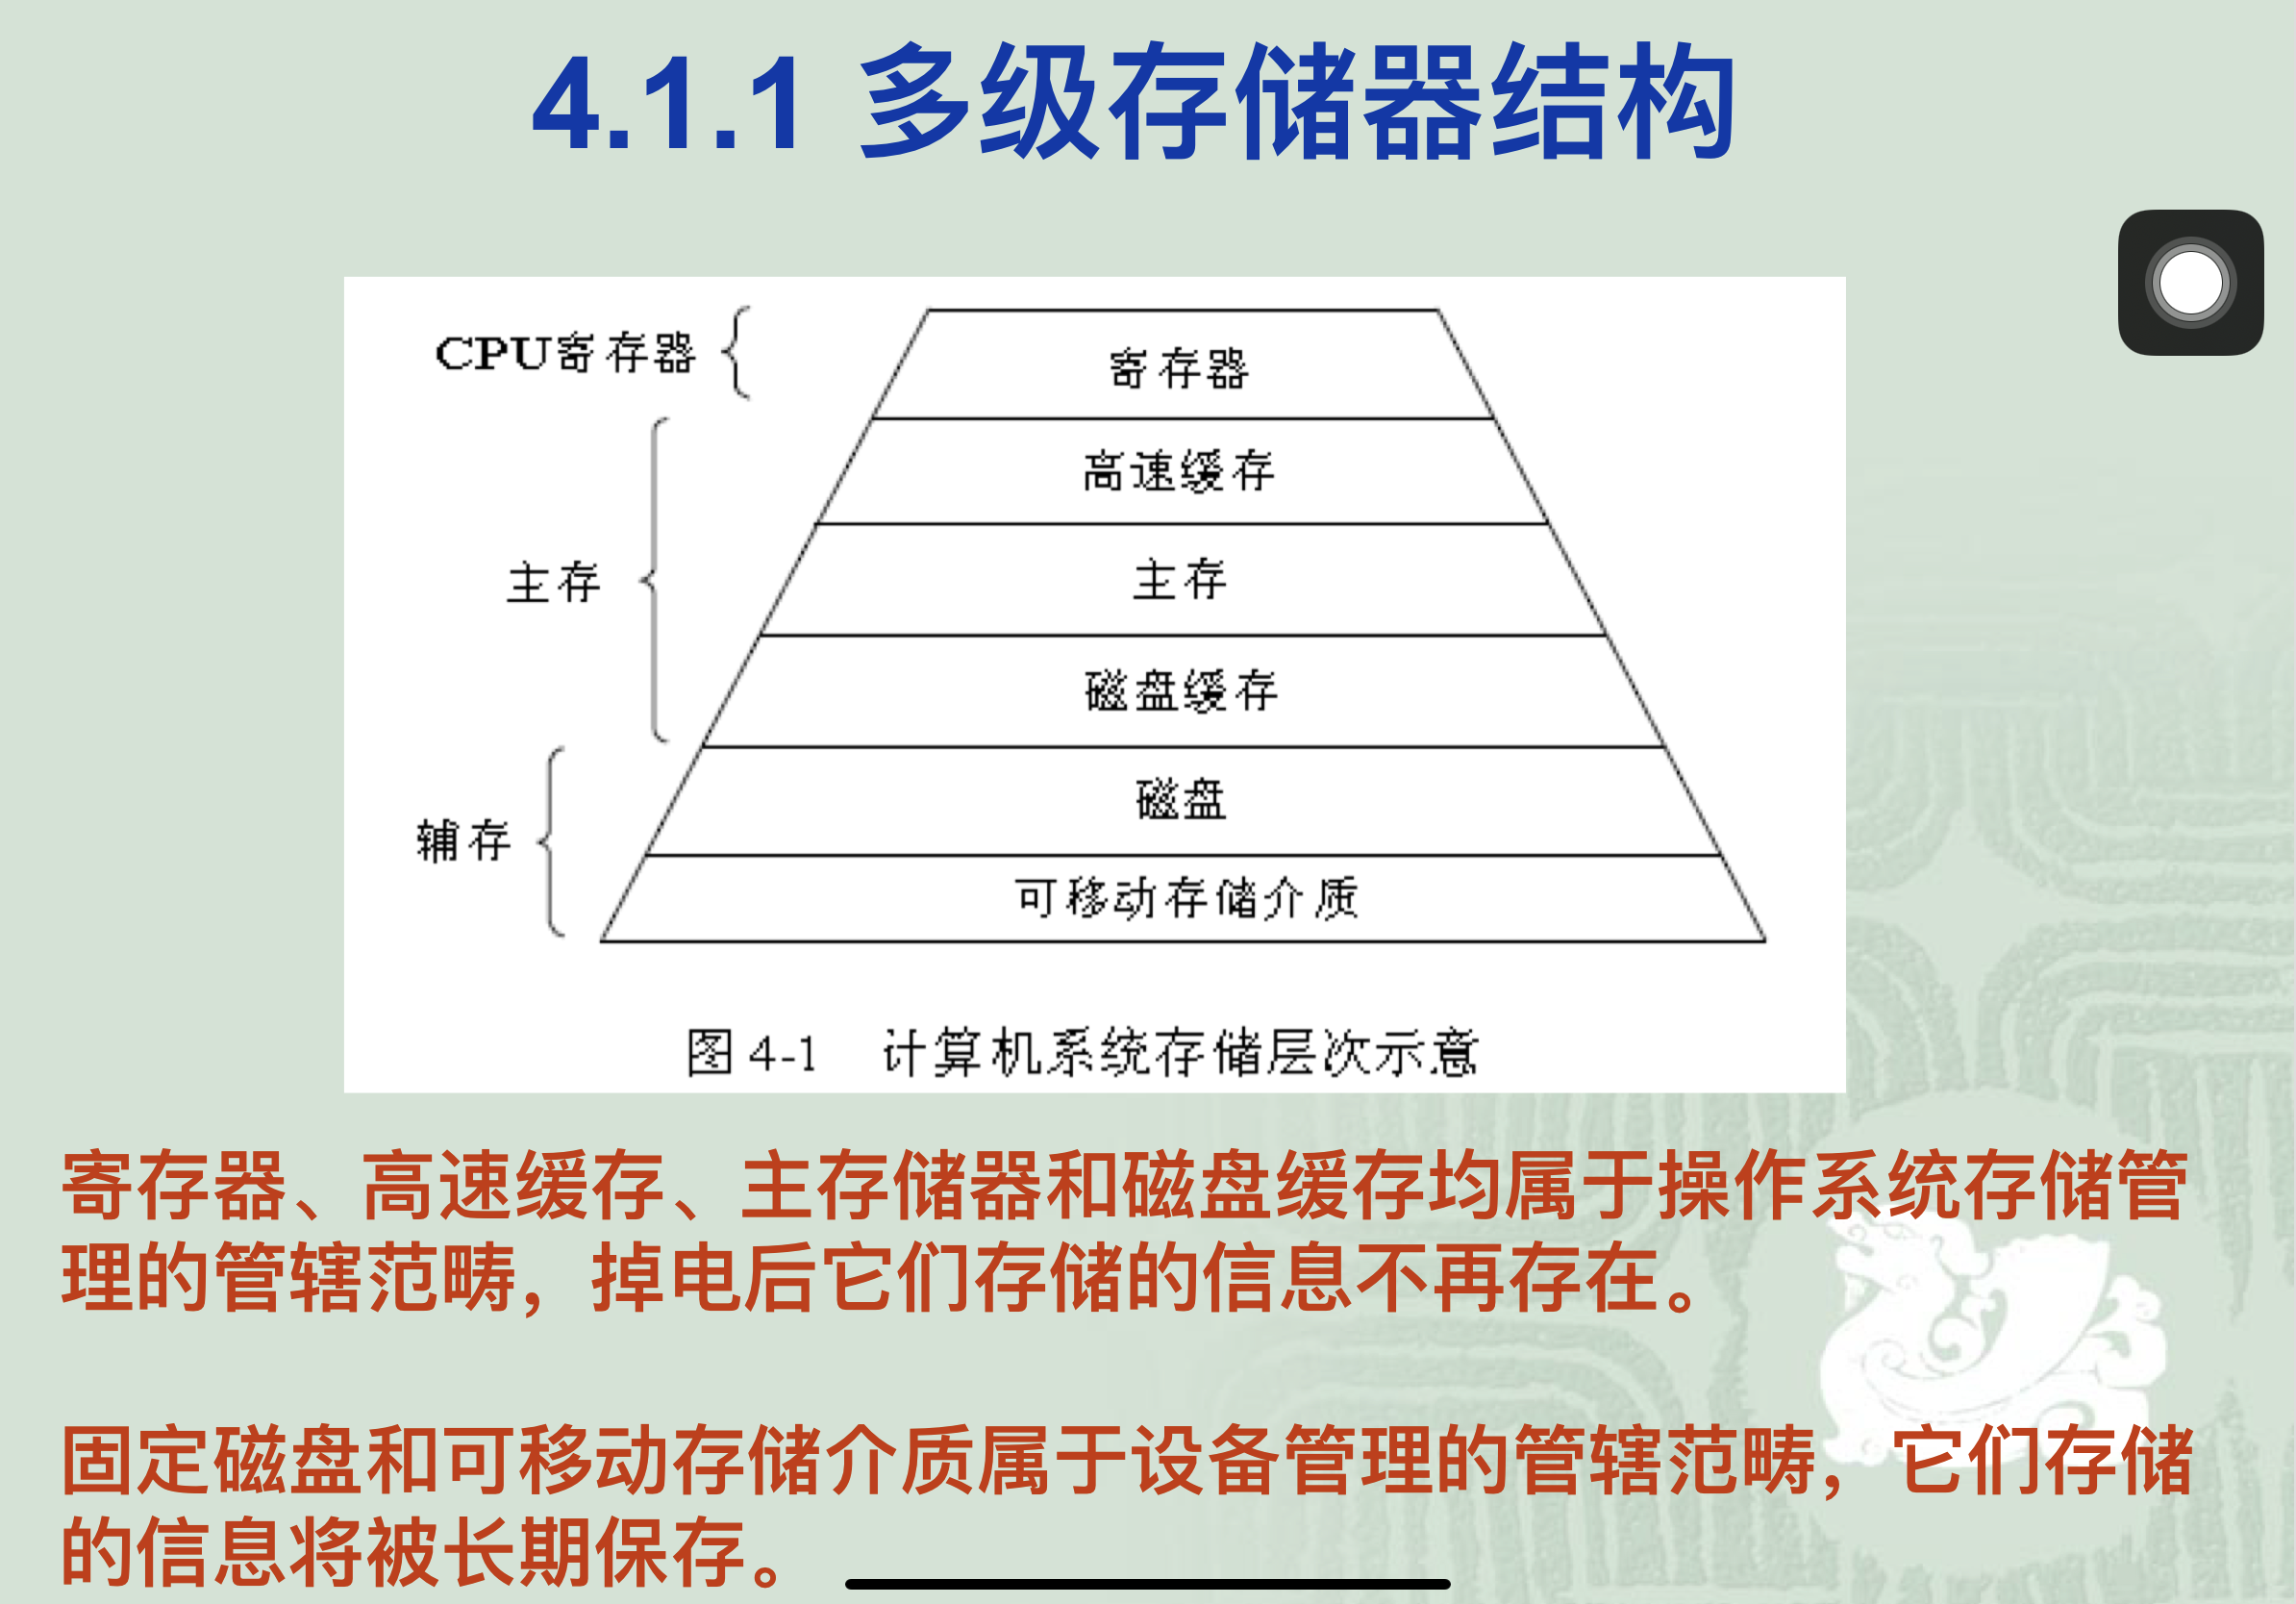 4.1.1 多级存储器结构
CPU寄存器
寄存器
高速缓存
主存
主存
磁盘缓存
磁盘
辅存
可移动存储介质
图 4-1 计算机系统存储层次示意
寄存器、高速缓存、主存储器和磁盘缓存均属于操作系统存储管
理的管辖范畴，掉电后它们存储的信息不再存在。
固定磁盘和可移动存储介质属于设备管理的管辖范畴，它们存储
的信息将被长期保存。